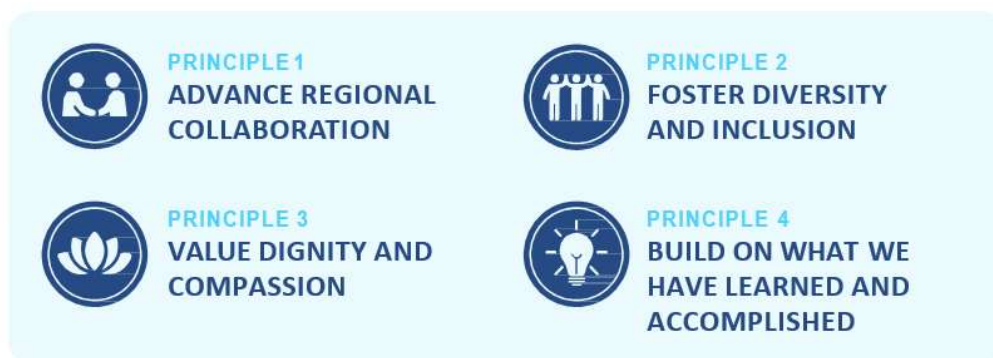 PRINCIPLE 1
ADVANCE REGIONAL
COLLABORATION
PRINCIPLE 2
FOSTER DIVERSITY
AND INCLUSION
PRINCIPLE 3
VALUE DIGNITY AND
COMPASSION
PRINCIPLE 4
BUILD ON WHAT WE
HAVE LEARNED AND
ACCOMPLISHED